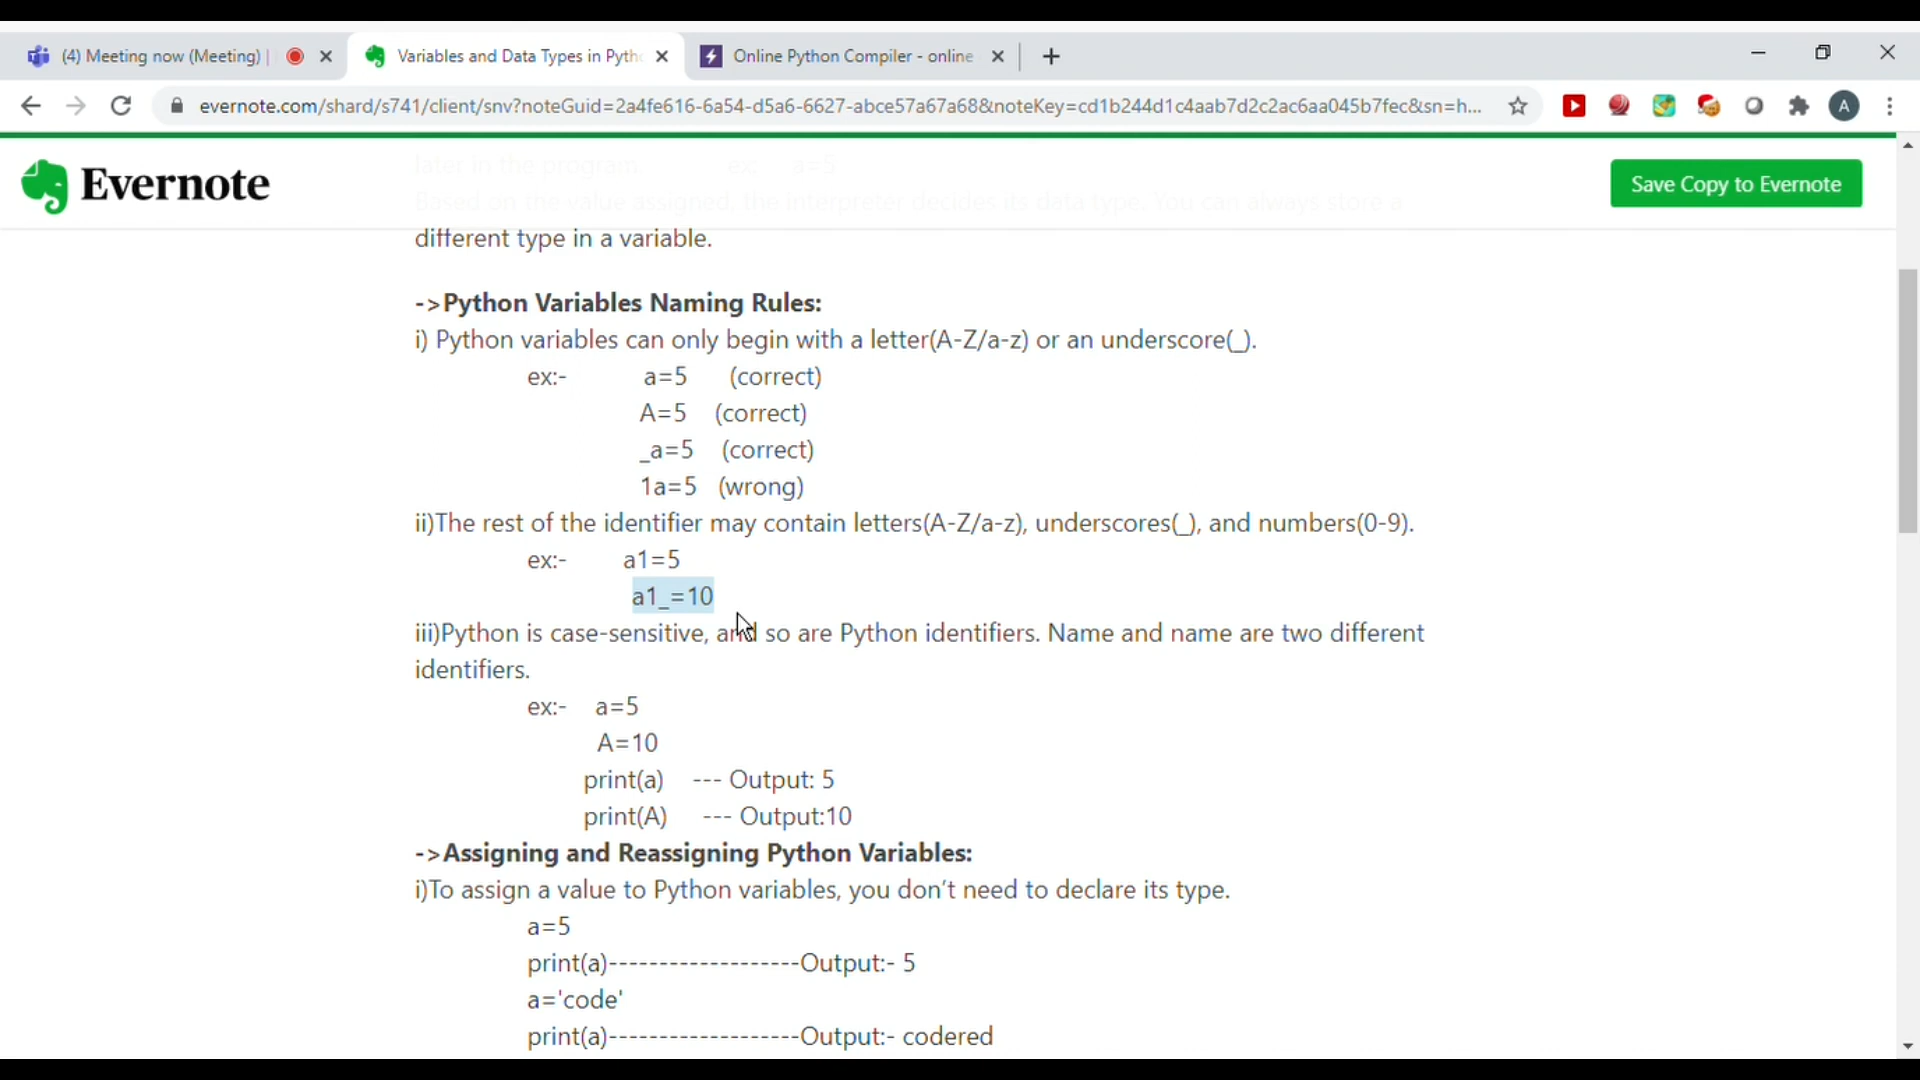 (4) Meeting now (Meeting) |
Variables and Data Types in Pyth
Online Python Compiler - online
evernote.com/shard/s741/client/snv?noteGuid=2a4fe616-6a54-d5a6-6627-abce57a67a68&noteKey=cd1b244d1c4aab7d2c2ac6aa045b7fec&sn=h...
A
Evernote
Save Copy to Evernote
later in the program. ex: a=5
Based on the value assigned, the interpreter decides its data type. You can always store a
different type in a variable.
->Python Variables Naming Rules:
i) Python variables can only begin with a letter(A-Z/a-z) or an underscore(_).
ex:- a=5 (correct)
A=5 (correct)
_a=5 (correct)
1a=5 (wrong)
ii)The rest of the identifier may contain letters(A-Z/a-z), underscores(_), and numbers(0-9).
ex:- a1=5
a1_=10
iii)Python is case-sensitive, and so are Python identifiers. Name and name are two different
identifiers.
ex:- a=5
A=10
print(a) --- Output: 5
print(A) --- Output:10
->Assigning and Reassigning Python Variables:
i)To assign a value to Python variables, you don’t need to declare its type.
a=5
print(a)-------------------Output:- 5
a='code'
print(a)-------------------Output:- codered